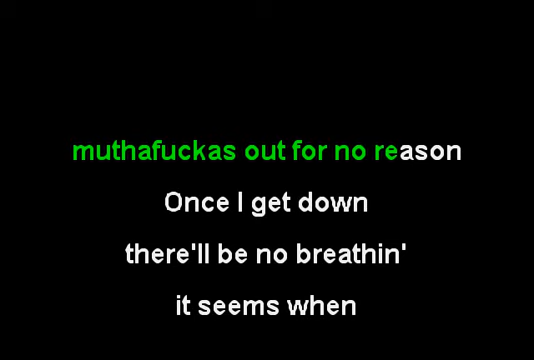 muthafuckas out for no reason
Once I get down
there'll be no breathin'
it seems when